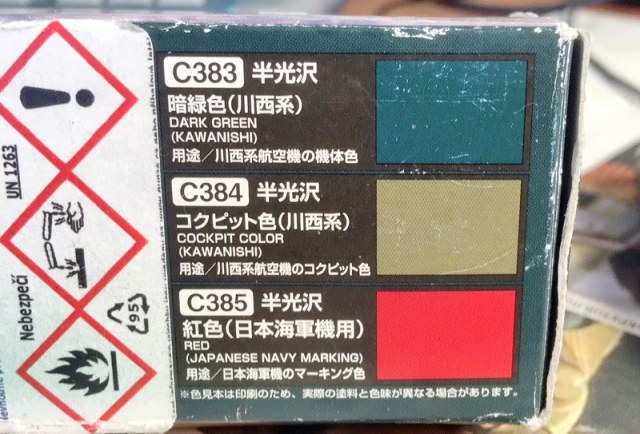 C383 半光沢
暗緑色(川西系)
DARK GREEN
(KAWANISHI)
用途/川西系航空機の機体色
C384 半光沢
コクピット色(川西系)
COCKPIT COLOR
(KAWANISHI)
用途/川西系航空機のコクピット色
C385 半光沢
紅色(日本海軍機用)
RED
(JAPANESE NAVY MARKING)
用途/日本海軍機のマーキング色
※色見本は印刷のため、実際の塗料と色味が異なる場合があります。
UN 1263
Nebezpečí
95